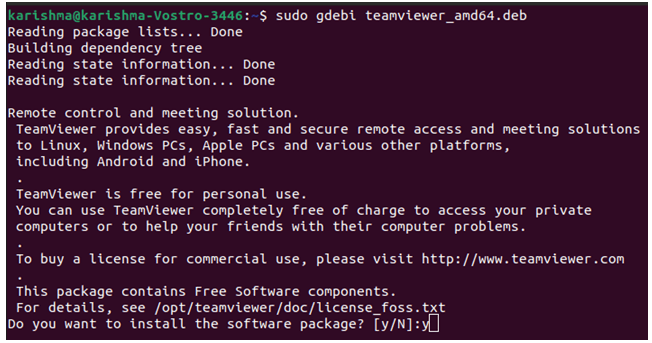 karishma@karishma-Vostro-3446:~$ sudo gdebi teamviewer_amd64.deb
Reading package lists... Done
Building dependency tree
Reading state information... Done
Reading state information... Done
Remote control and meeting solution.
TeamViewer provides easy, fast and secure remote access and meeting solutions
to Linux, Windows PCs, Apple PCs and various other platforms,
including Android and iPhone.
.
TeamViewer is free for personal use.
You can use TeamViewer completely free of charge to access your private
computers or to help your friends with their computer problems.
.
To buy a license for commercial use, please visit http://www.teamviewer.com
.
This package contains Free Software components.
For details, see /opt/teamviewer/doc/license_foss.txt
Do you want to install the software package? [y/N]:y